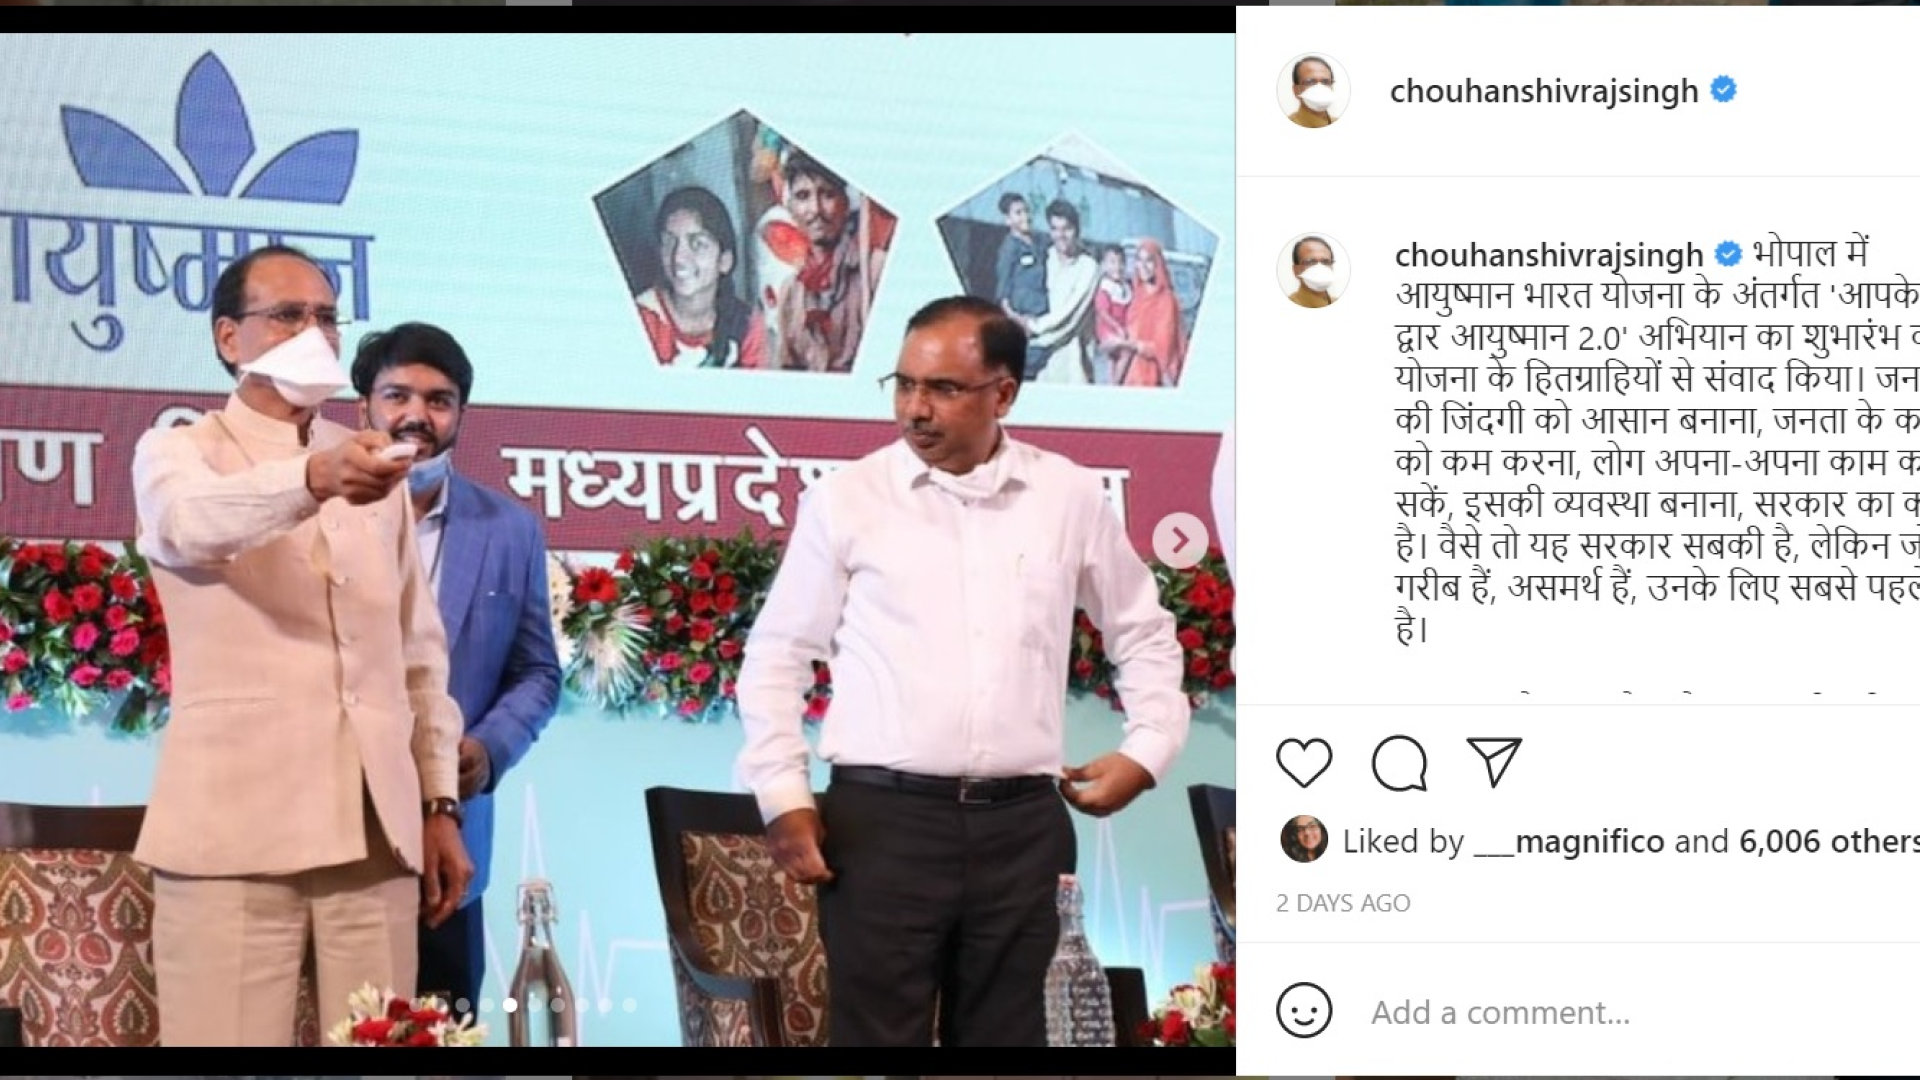 आयुष्मान
मध्यप्रदेश
chouhanshivrajsingh
chouhanshivrajsingh भोपाल में
आयुष्मान भारत योजना के अंतर्गत 'आपके
द्वार आयुष्मान 2.0' अभियान का शुभारंभ
योजना के हितग्राहियों से संवाद किया। जन
की जिंदगी को आसान बनाना, जनता के
को कम करना, लोग अपना-अपना काम
सकें, इसकी व्यवस्था बनाना, सरकार का
है। वैसे तो यह सरकार सबकी है, लेकिन
गरीब हैं, असमर्थ हैं, उनके लिए सबसे पहले
है।
Liked by ___magnifico and 6,006 others
2 DAYS AGO
Add a comment...